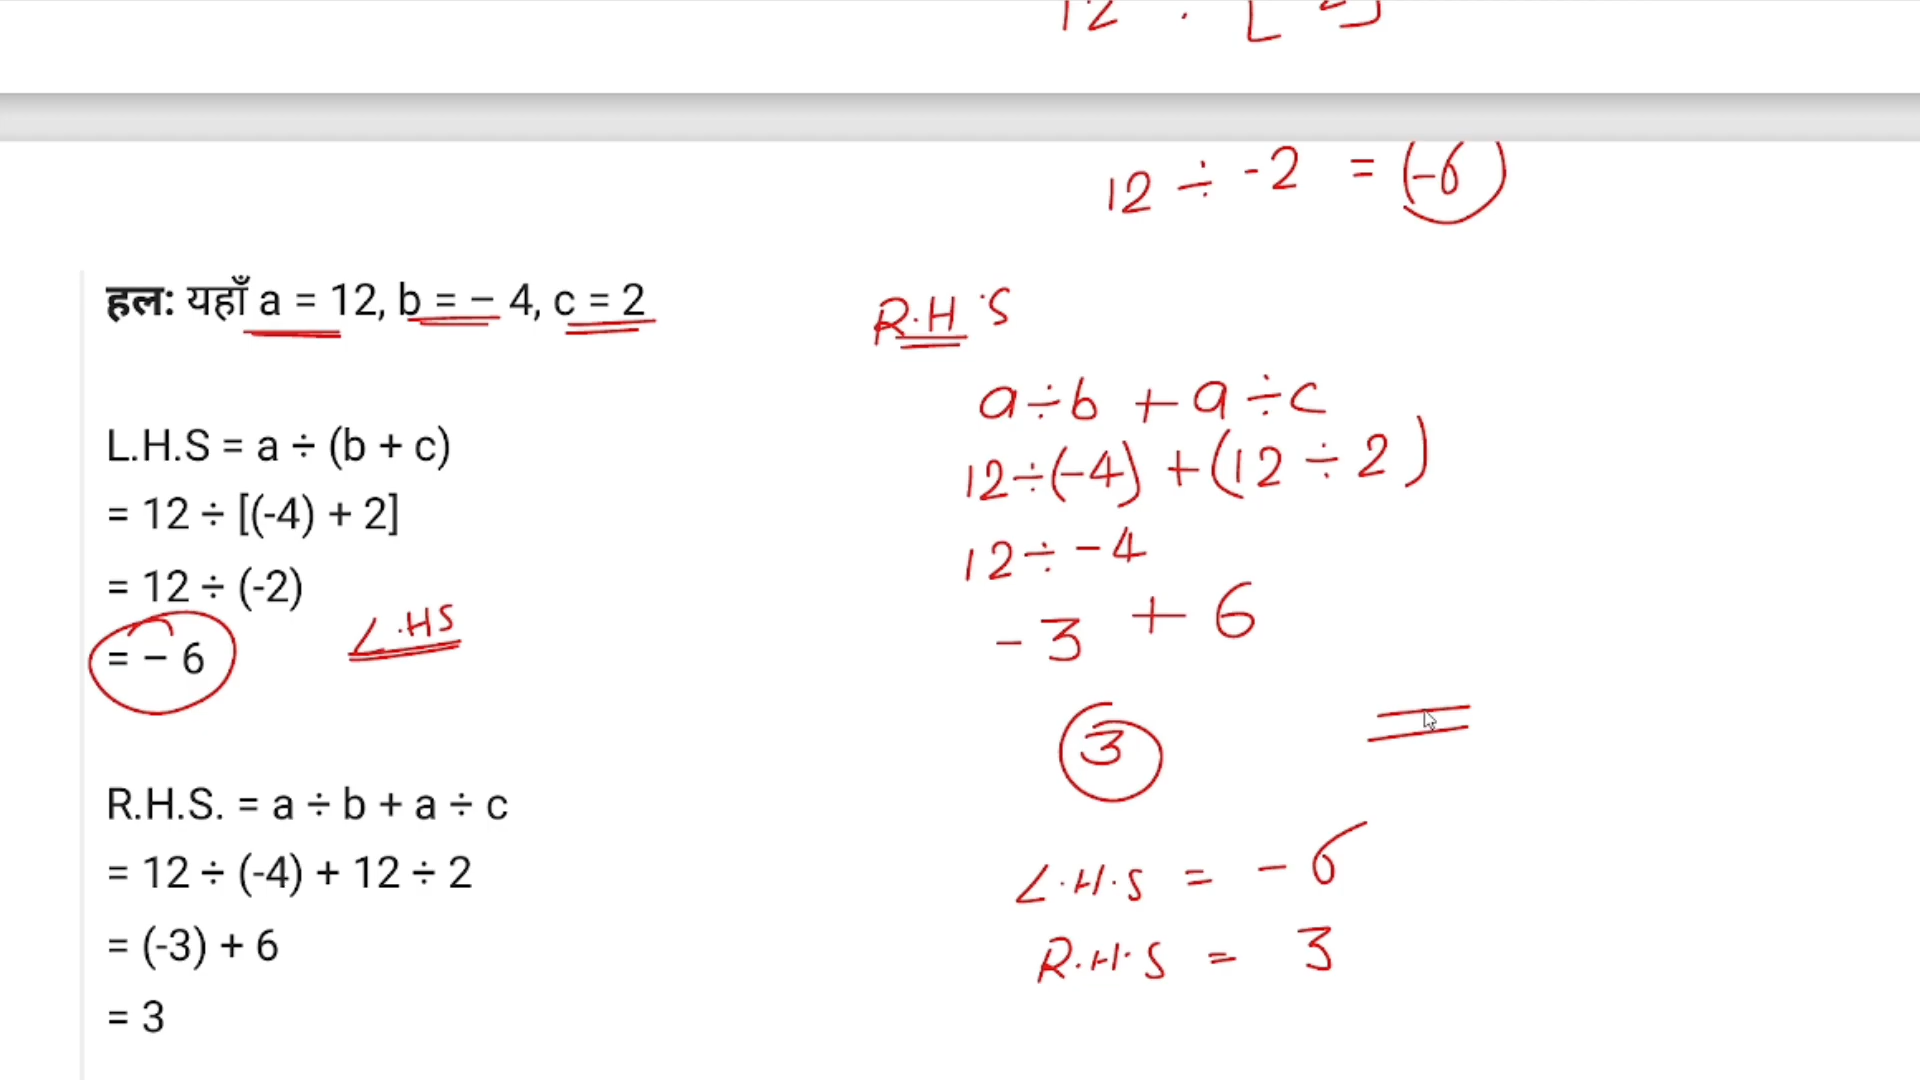 12 ÷ -2 = (-6)
हल: यहाँ a = 12, b = – 4, c = 2
L.H.S = a ÷ (b + c)
= 12 ÷ [(-4) + 2]
= 12 ÷ (-2)
= – 6
L.HS
R.H.S. = a ÷ b + a ÷ c
= 12 ÷ (-4) + 12 ÷ 2
= (-3) + 6
= 3
R.H.S
a÷b + a÷c
12÷(-4) + (12 ÷ 2)
12÷ -4
-3 + 6
3
=
L.H.S = - 6
R.H.S = 3